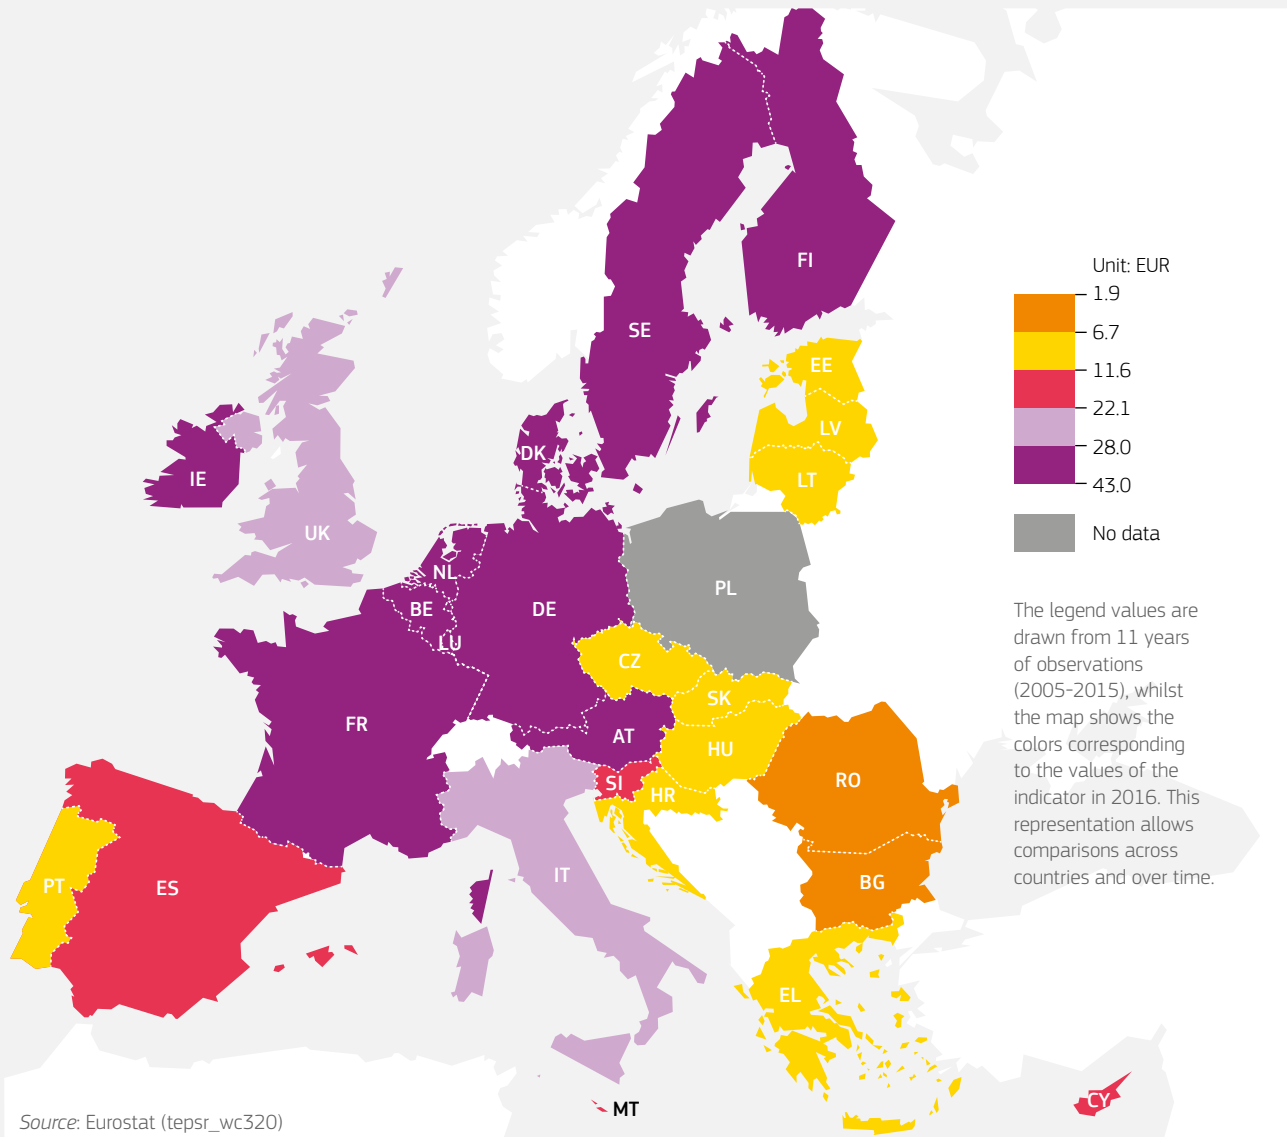 FI
SE
Unit: EUR
1.9
6.7
11.6
22.1
28.0
43.0
No data
EE
LV
LT
DK
IE
UK
NL
BE
LU
DE
PL
CZ
SK
FR
AT
HU
SI
HR
RO
BG
PT
ES
IT
EL
MT
CY
The legend values are
drawn from 11 years
of observations
(2005-2015), whilst
the map shows the
colors corresponding
to the values of the
indicator in 2016. This
representation allows
comparisons across
countries and over time.
Source: Eurostat (tepsr_wc320)